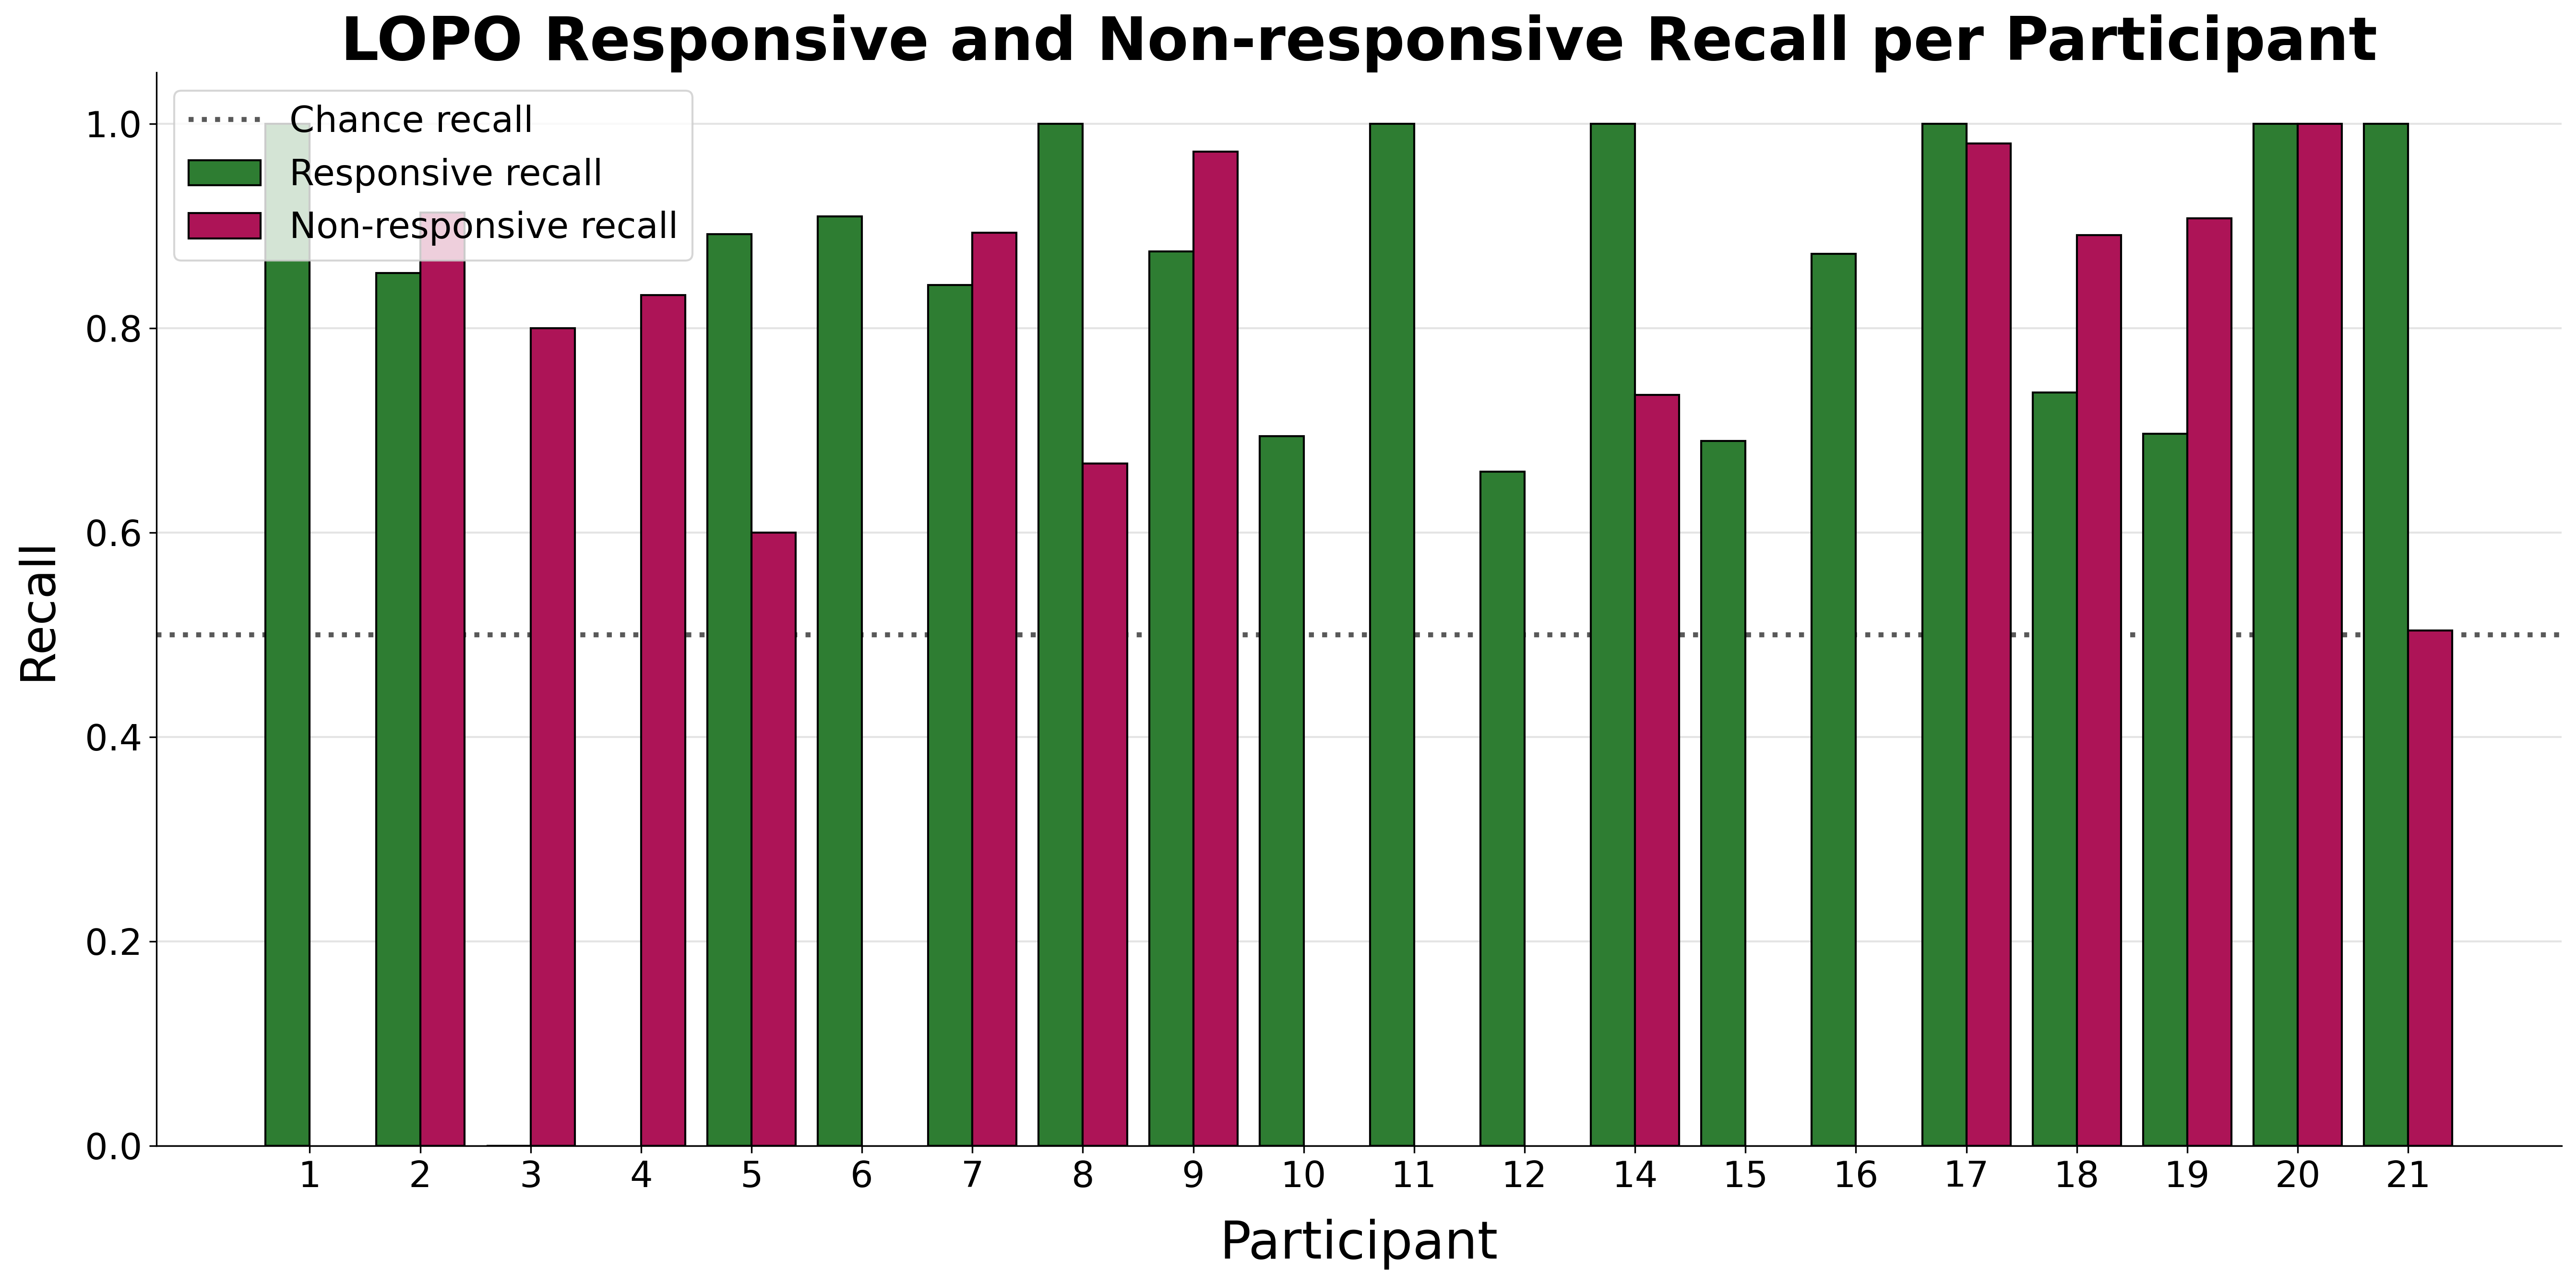 LOPO Responsive and Non-responsive Recall per Participant
Chance recall
Responsive recall
Non-responsive recall
1.0
0.8
0.6
0.4
0.2
0.0
Recall
1 2 3 4 5 6 7 8 9 10 11 12 14 15 16 17 18 19 20 21
Participant